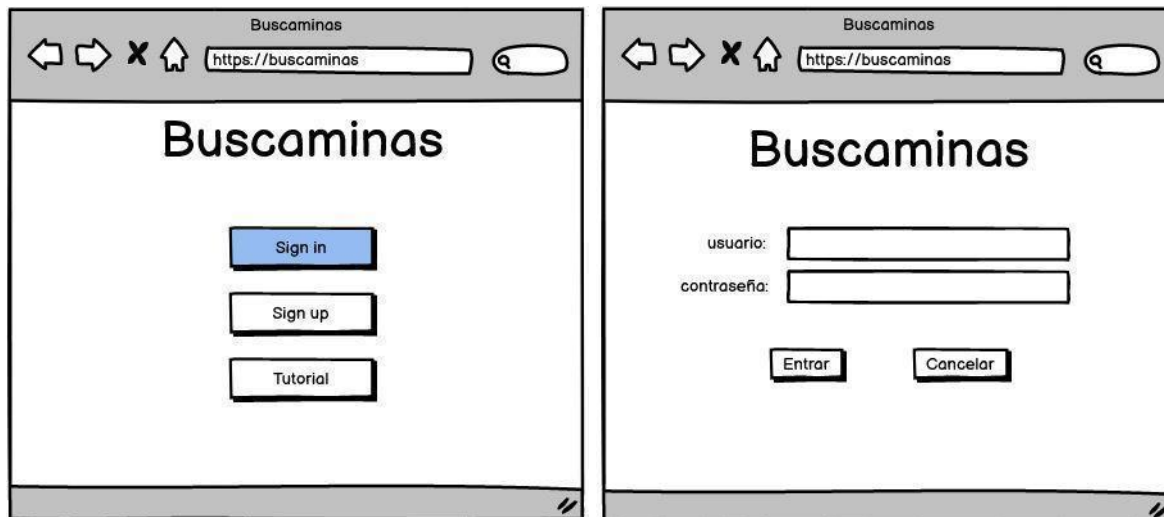 Buscaminas
https://buscaminas
Buscaminas
Sign in
Sign up
Tutorial
Buscaminas
https://buscaminas
Buscaminas
usuario:
contraseña:
Entrar
Cancelar